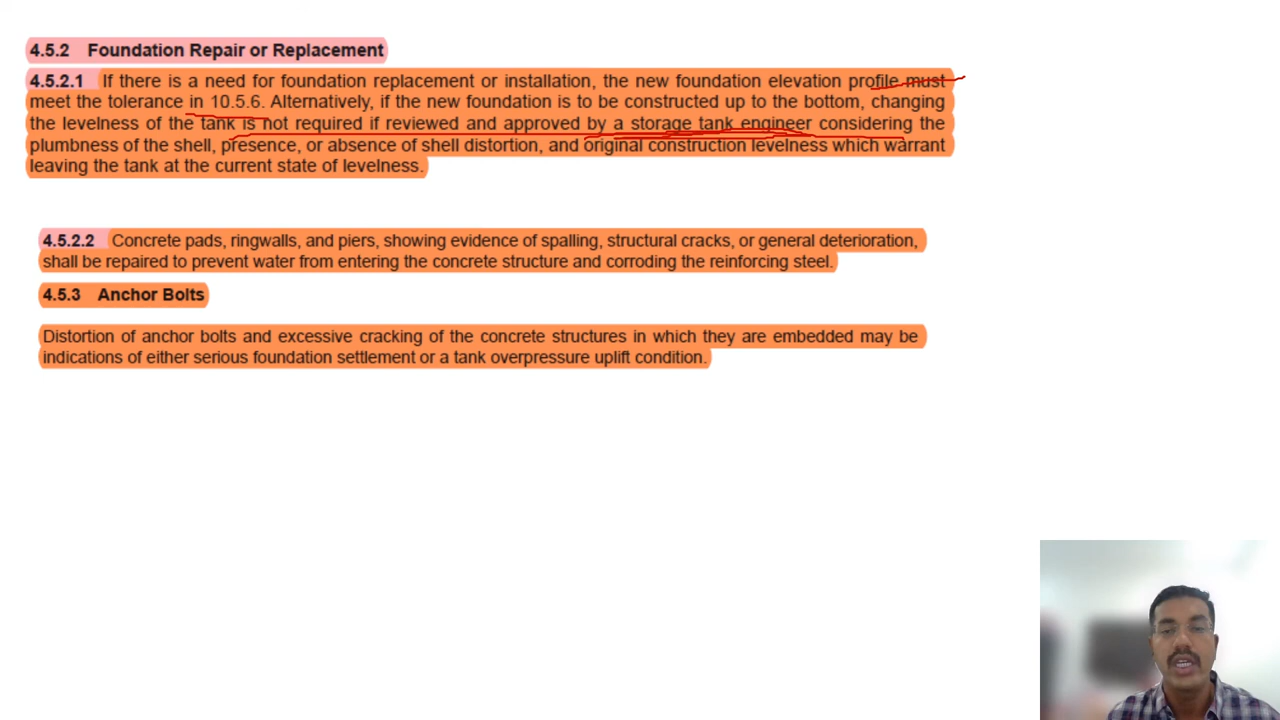 4.5.2 Foundation Repair or Replacement
4.5.2.1 If there is a need for foundation replacement or installation, the new foundation elevation profile must
meet the tolerance in 10.5.6. Alternatively, if the new foundation is to be constructed up to the bottom, changing
the levelness of the tank is not required if reviewed and approved by a storage tank engineer considering the
plumbness of the shell, presence, or absence of shell distortion, and original construction levelness which warrant
leaving the tank at the current state of levelness.
4.5.2.2 Concrete pads, ringwalls, and piers, showing evidence of spalling, structural cracks, or general deterioration,
shall be repaired to prevent water from entering the concrete structure and corroding the reinforcing steel.
4.5.3 Anchor Bolts
Distortion of anchor bolts and excessive cracking of the concrete structures in which they are embedded may be
indications of either serious foundation settlement or a tank overpressure uplift condition.